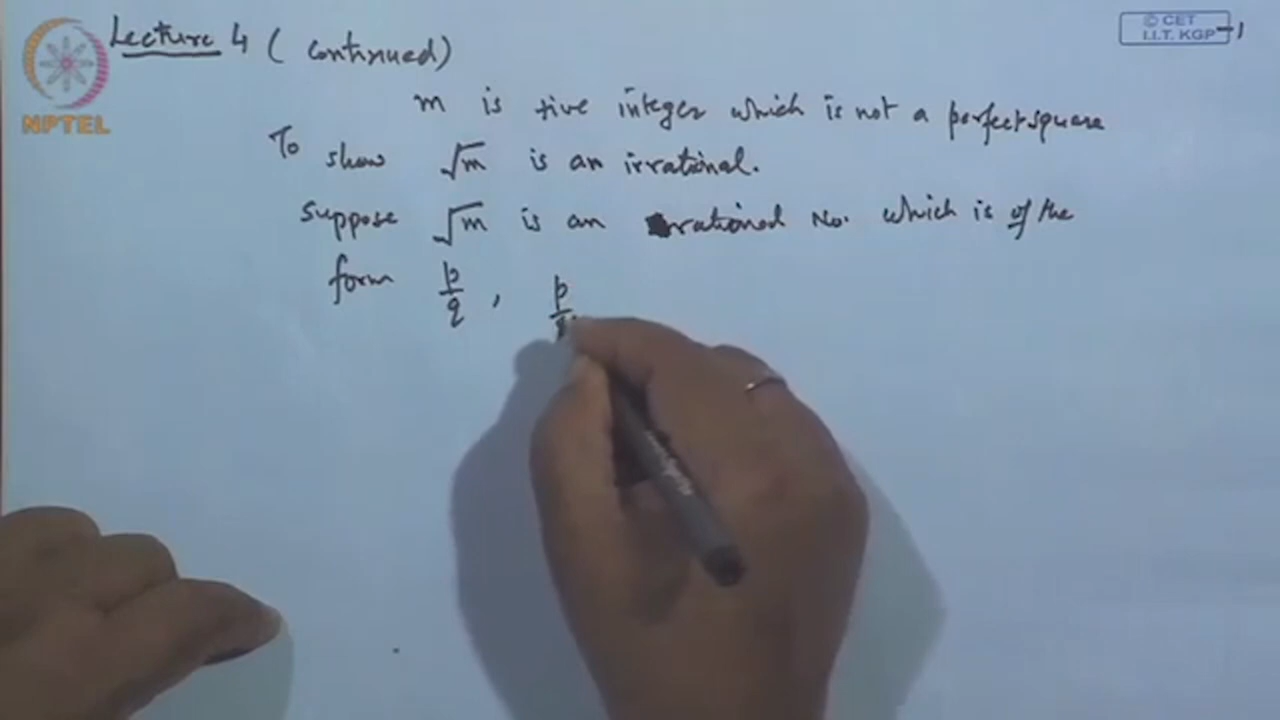 Lecture 4 ( Continued)
© CET
I.I.T. KGP
-1
NPTEL
m is +ive integer which is not a perfect square
To show √m is an irrational.
Suppose √m is an rational No. which is of the
form p/q, p